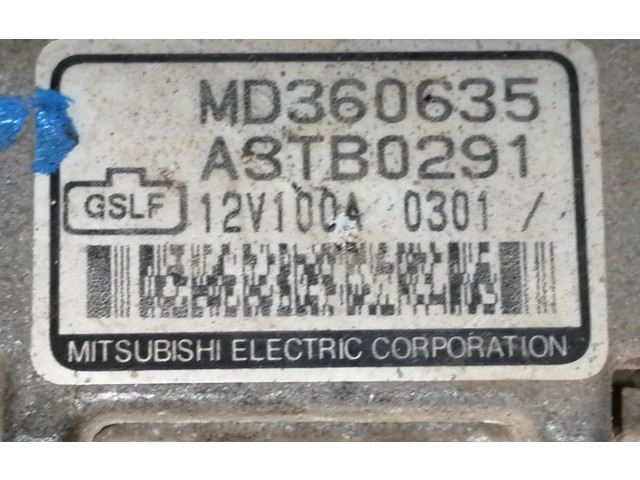 MD360635
A3TB0291
GSLF 12V100A 0301 /
MITSUBISHI ELECTRIC CORPORATION